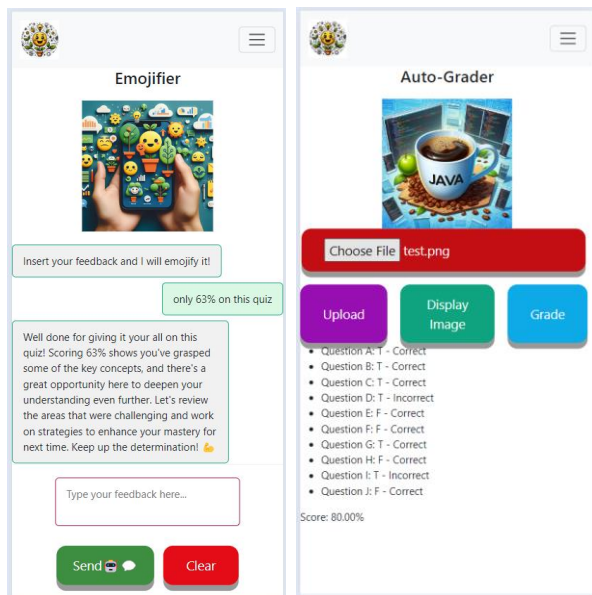 Emojifier
Insert your feedback and I will emojify it!
only 63% on this quiz
Well done for giving it your all on this
quiz! Scoring 63% shows you've grasped
some of the key concepts, and there's a
great opportunity here to deepen your
understanding even further. Let's review
the areas that were challenging and work
on strategies to enhance your mastery for
next time. Keep up the determination! 💪
Type your feedback here...
Send 🤖 💬
Clear
Auto-Grader
JAVA
Choose File test.png
Upload
Display
Image
Grade
• Question A: T - Correct
• Question B: T - Correct
• Question C: T - Correct
• Question D: T - Incorrect
• Question E: F - Correct
• Question F: F - Correct
• Question G: T - Correct
• Question H: F - Correct
• Question I: T - Incorrect
• Question J: F - Correct
Score: 80.00%